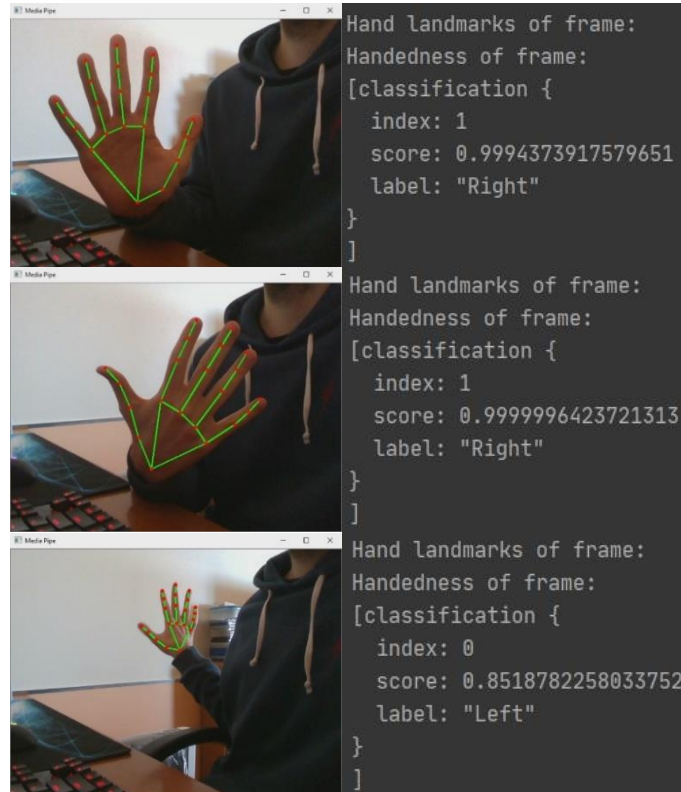 Media Pipe
Hand landmarks of frame:
Handedness of frame:
[classification {
index: 1
score: 0.9994373917579651
label: "Right"
}
]
Media Pipe
Hand landmarks of frame:
Handedness of frame:
[classification {
index: 1
score: 0.9999996423721313
label: "Right"
}
]
Media Pipe
Hand landmarks of frame:
Handedness of frame:
[classification {
index: 0
score: 0.8518782258033752
label: "Left"
}
]